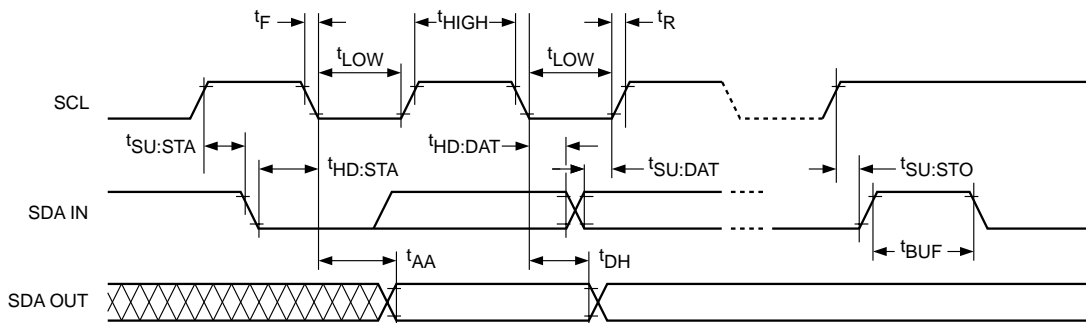 tF
tHIGH
tR
tLOW
tLOW
SCL
tSU:STA
tHD:STA
tHD:DAT
tSU:DAT
tSU:STO
SDA IN
tAA
tDH
tBUF
SDA OUT